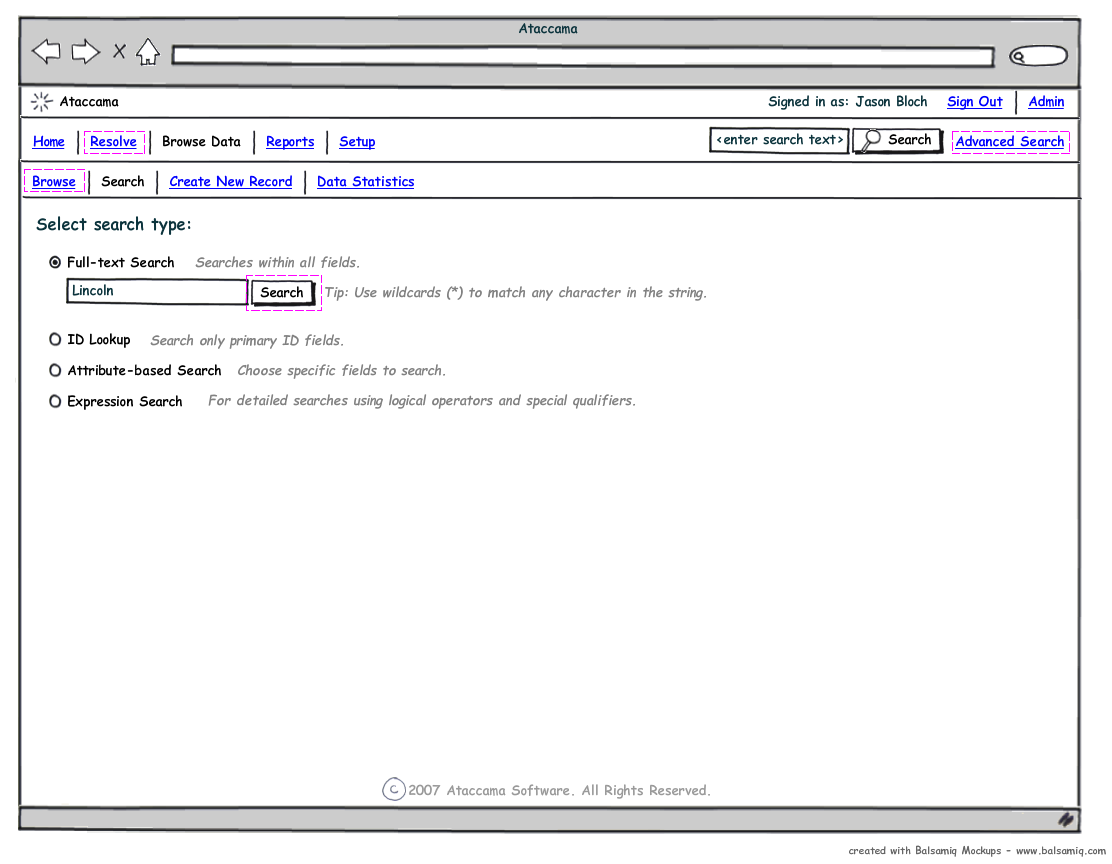 Ataccama
Ataccama Signed in as: Jason Bloch Sign Out Admin
Home Resolve Browse Data Reports Setup <enter search text> Search Advanced Search
Browse Search Create New Record Data Statistics
Select search type:
Full-text Search Searches within all fields.
Lincoln Search Tip: Use wildcards (*) to match any character in the string.
ID Lookup Search only primary ID fields.
Attribute-based Search Choose specific fields to search.
Expression Search For detailed searches using logical operators and special qualifiers.
© 2007 Ataccama Software. All Rights Reserved.
created with Balsamiq Mockups - www.balsamiq.com